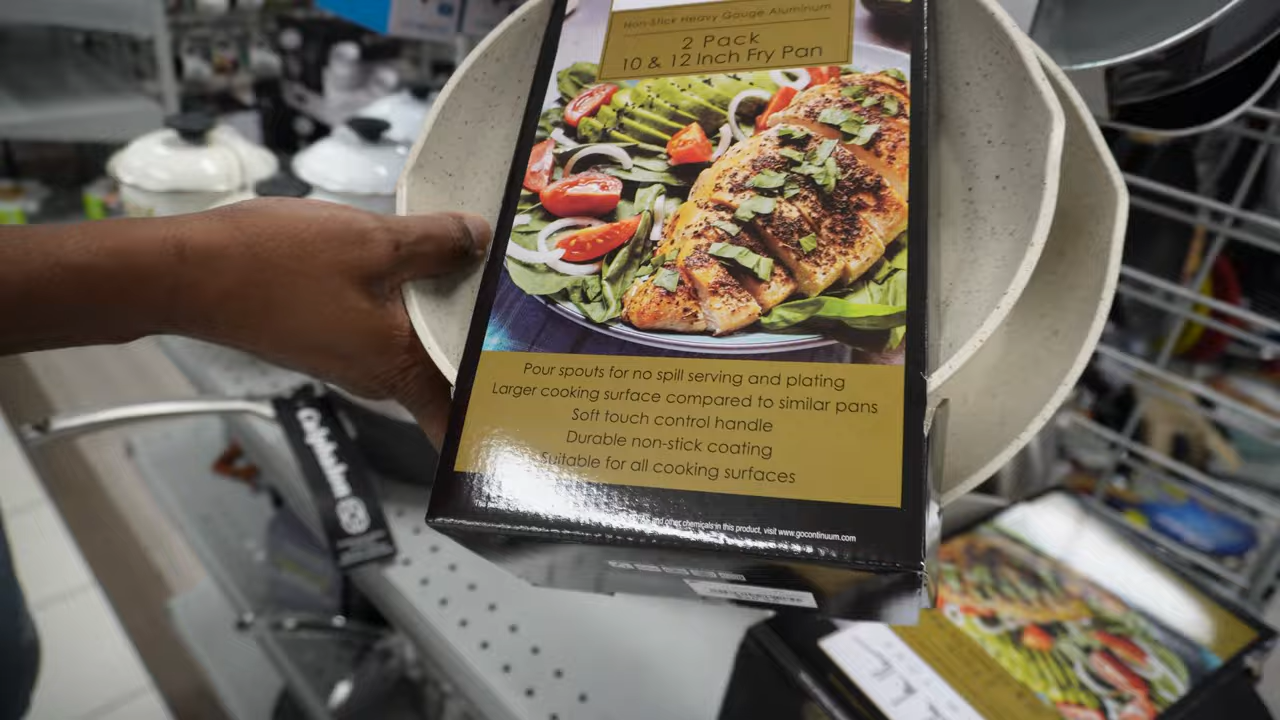 Non-Stick Heavy Gauge Aluminum
2 Pack
10 & 12 Inch Fry Pan
Pour spouts for no spill serving and plating
Larger cooking surface compared to similar pans
Soft touch control handle
Durable non-stick coating
Suitable for all cooking surfaces
and other chemicals in this product, visit www.gocontinuum.com
Calphalon